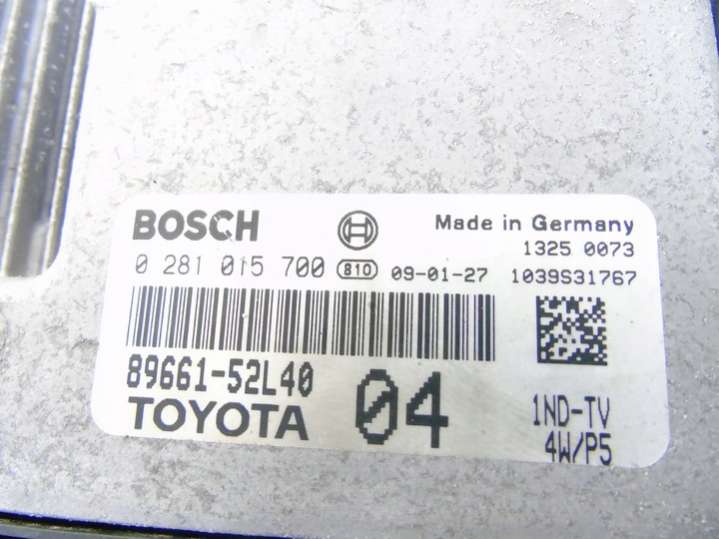 BOSCH Made in Germany
1325 0073
0 281 015 700 810 09-01-27 1039S31767
89661-52L40
TOYOTA 04 1ND-TV
4W/P5